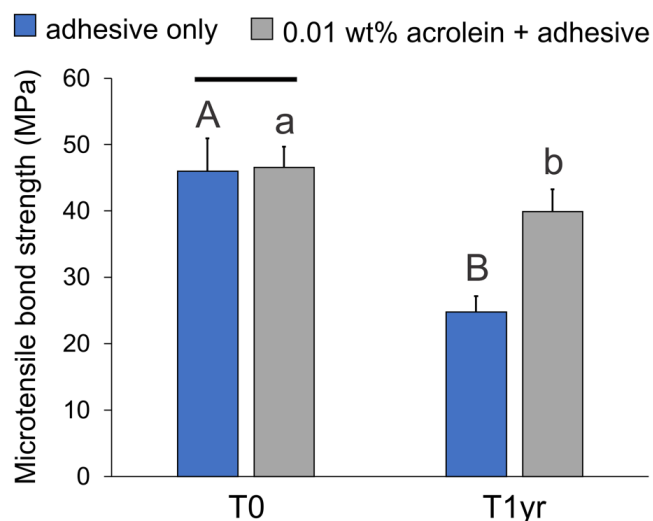 adhesive only 0.01 wt% acrolein + adhesive
Microtensile bond strength (MPa)
60
50
40
30
20
10
0
A
a
B
b
T0
T1yr